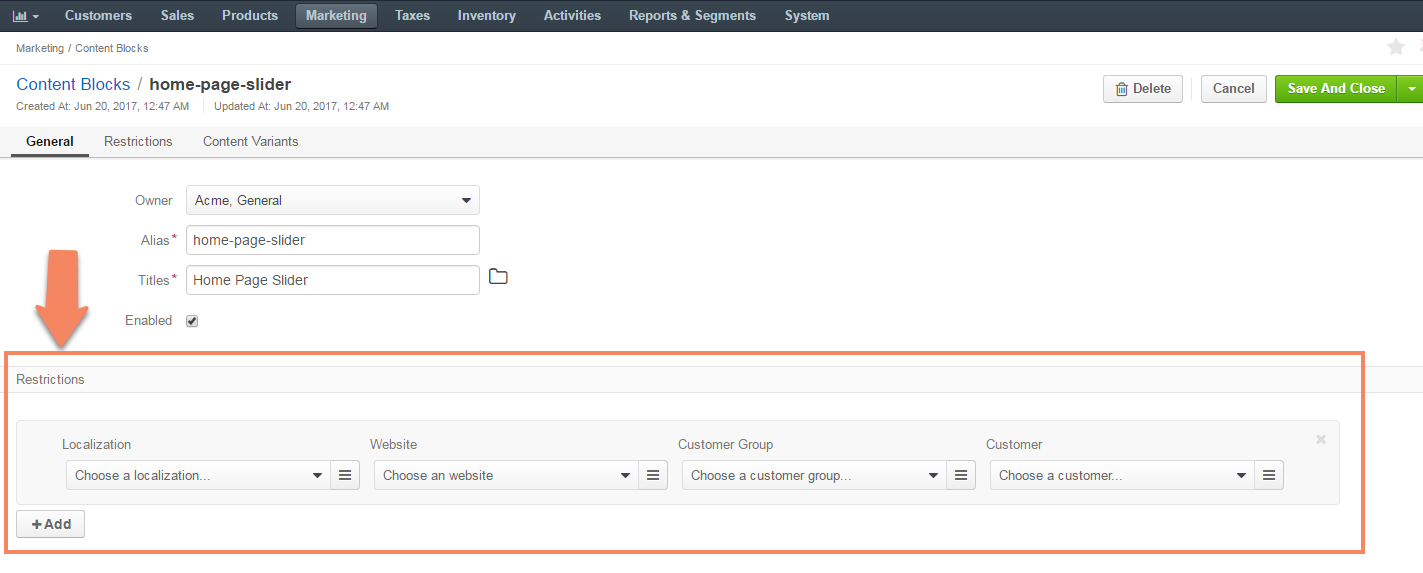 Customers Sales Products Marketing Taxes Inventory Activities Reports & Segments System
Marketing / Content Blocks
Content Blocks / home-page-slider
Delete Cancel Save And Close
Created At: Jun 20, 2017, 12:47 AM Updated At: Jun 20, 2017, 12:47 AM
General Restrictions Content Variants
Owner Acme, General
Alias* home-page-slider
Titles* Home Page Slider
Enabled
Restrictions
Localization Website Customer Group Customer
Choose a localization... Choose an website Choose a customer group... Choose a customer...
+Add